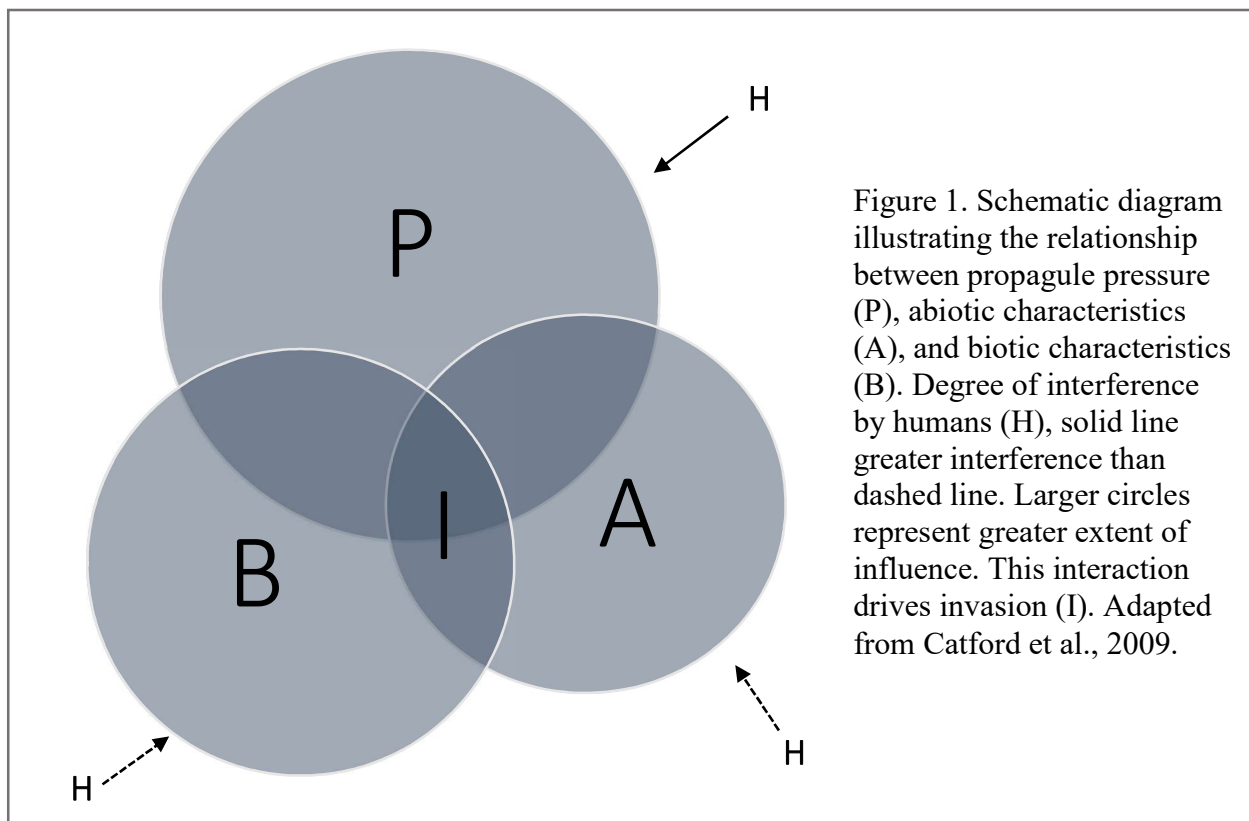 H
P
Figure 1. Schematic diagram
illustrating the relationship
between propagule pressure
(P), abiotic characteristics
(A), and biotic characteristics
(B). Degree of interference
by humans (H), solid line
greater interference than
dashed line. Larger circles
represent greater extent of
influence. This interaction
drives invasion (I). Adapted
from Catford et al., 2009.
I
A
B
H
H